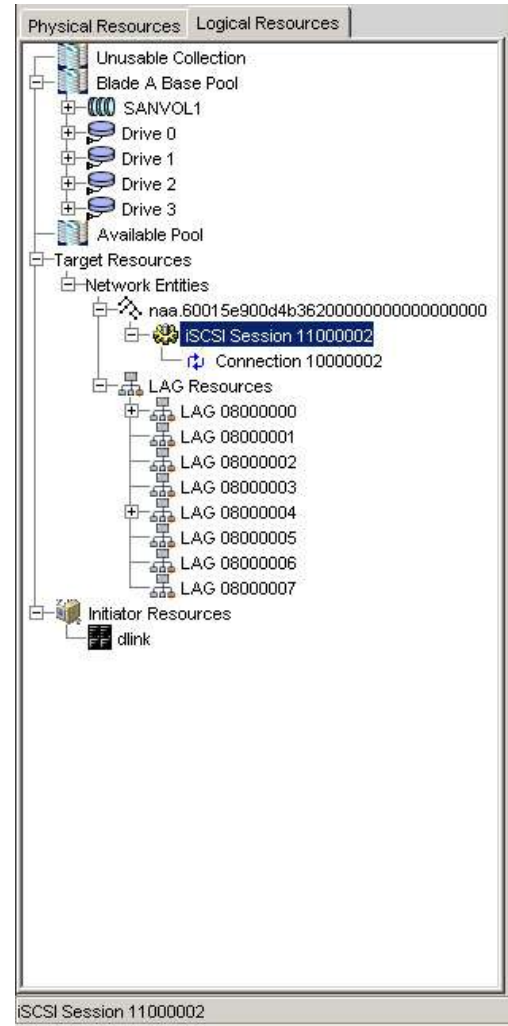 Physical Resources Logical Resources
Unusable Collection
Blade A Base Pool
SANVOL1
Drive 0
Drive 1
Drive 2
Drive 3
Available Pool
Target Resources
Network Entities
naa.60015e900d4b36200000000000000000
iSCSI Session 11000002
Connection 10000002
LAG Resources
LAG 08000000
LAG 08000001
LAG 08000002
LAG 08000003
LAG 08000004
LAG 08000005
LAG 08000006
LAG 08000007
Initiator Resources
dlink
iSCSI Session 11000002